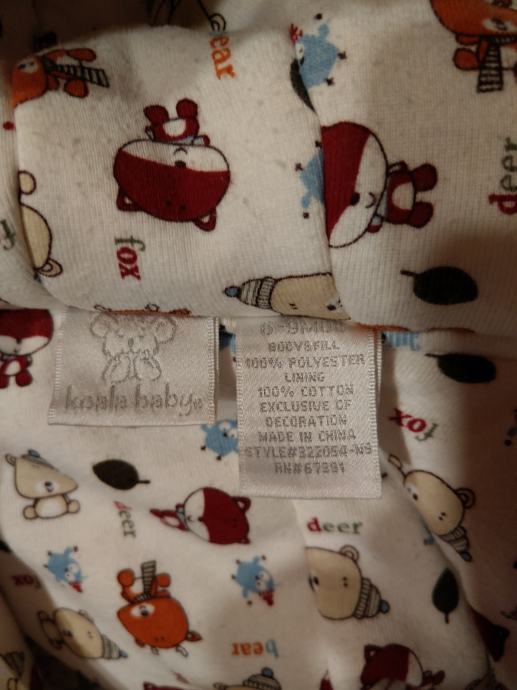 bear
deer
fox
koala baby®
6-9MOS
BODY&FILL
100% POLYESTER
LINING
100% COTTON
EXCLUSIVE OF
DECORATION
MADE IN CHINA
STYLE#322054-N9
RN#67391
fox
deer
deer
fox
bear